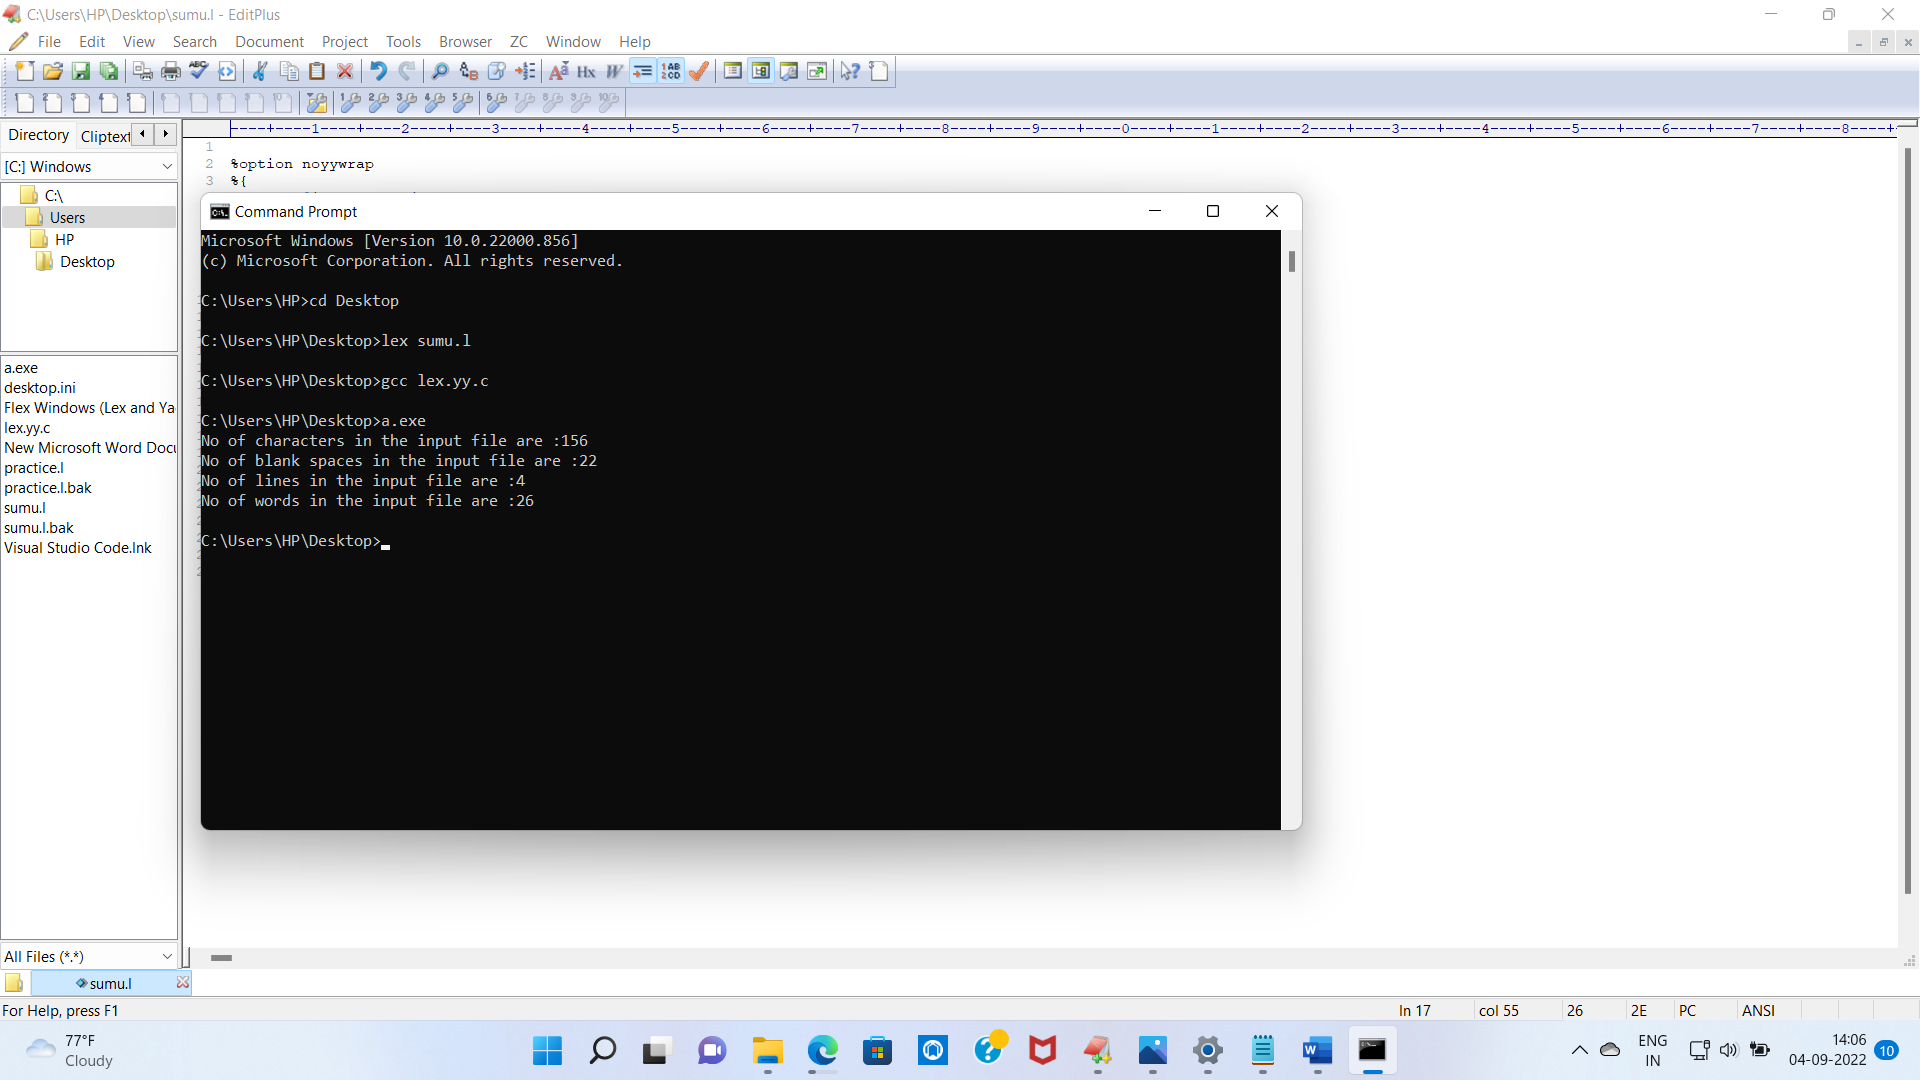 C:\Users\HP\Desktop\sumu.l - EditPlus
File Edit View Search Document Project Tools Browser ZC Window Help
Directory Cliptext
----+----1----+----2----+----3----+----4----+----5----+----6----+----7----+----8----+----9----+----0----+----1----+----2----+----3----+----4----+----5----+----6----+----7----+----8----+-
[C:] Windows
1
2 %option noyywrap
3 %{
C:\
Users
HP
Desktop
Command Prompt
Microsoft Windows [Version 10.0.22000.856]
(c) Microsoft Corporation. All rights reserved.
C:\Users\HP>cd Desktop
C:\Users\HP\Desktop>lex sumu.l
C:\Users\HP\Desktop>gcc lex.yy.c
C:\Users\HP\Desktop>a.exe
No of characters in the input file are :156
No of blank spaces in the input file are :22
No of lines in the input file are :4
No of words in the input file are :26
C:\Users\HP\Desktop>
a.exe
desktop.ini
Flex Windows (Lex and Ya
lex.yy.c
New Microsoft Word Docu
practice.l
practice.l.bak
sumu.l
sumu.l.bak
Visual Studio Code.lnk
All Files (*.*)
sumu.l
For Help, press F1 ln 17 col 55 26 2E PC ANSI
77°F
Cloudy
ENG
IN
14:06
04-09-2022
10